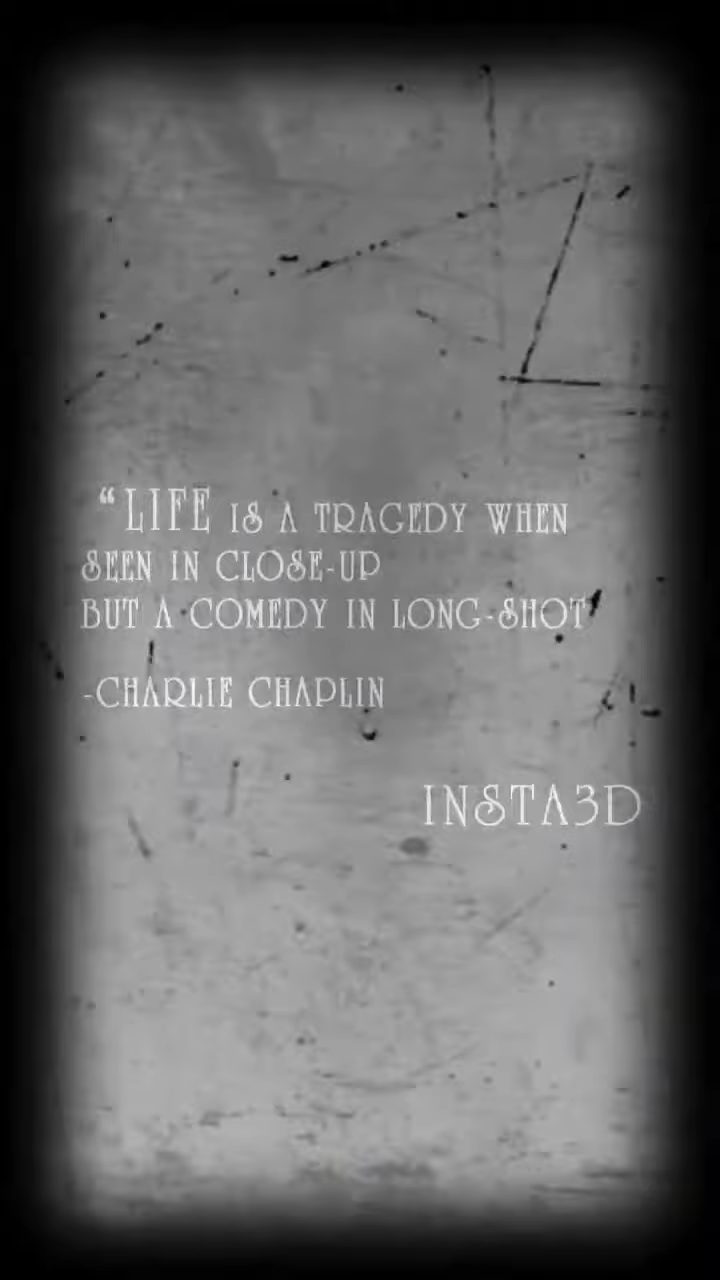 “LIFE IS A TRAGEDY WHEN
SEEN IN CLOSE-UP
BUT A COMEDY IN LONG-SHOT"
-CHARLIE CHAPLIN
INSTA3D